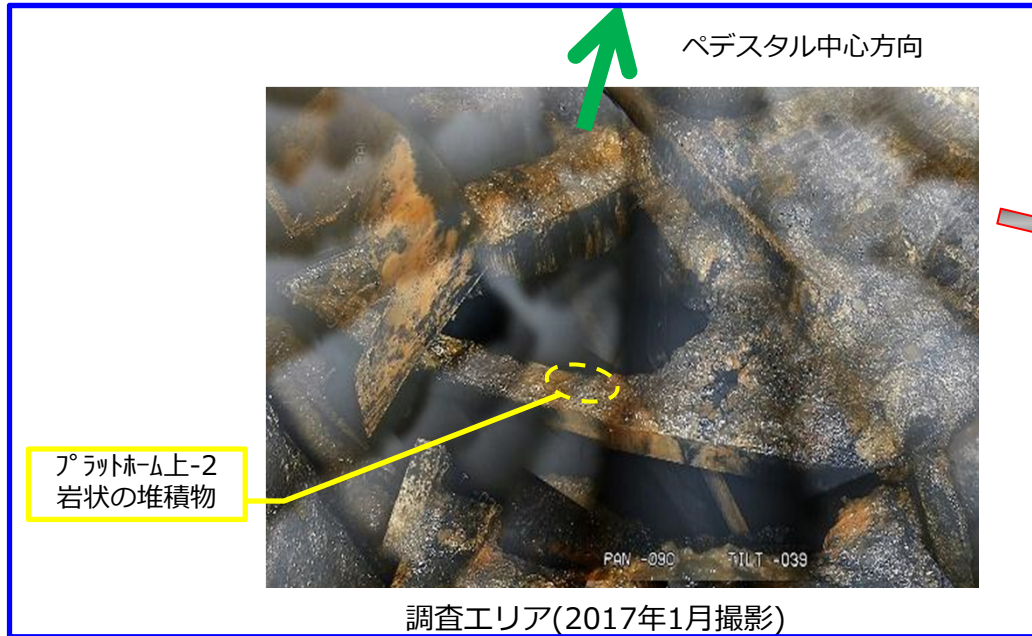 ペデスタル中心方向
PAN
ﾌﾟﾗｯﾄﾎｰﾑ上-2
岩状の堆積物
PAN -090 TILT -039
調査エリア(2017年1月撮影)